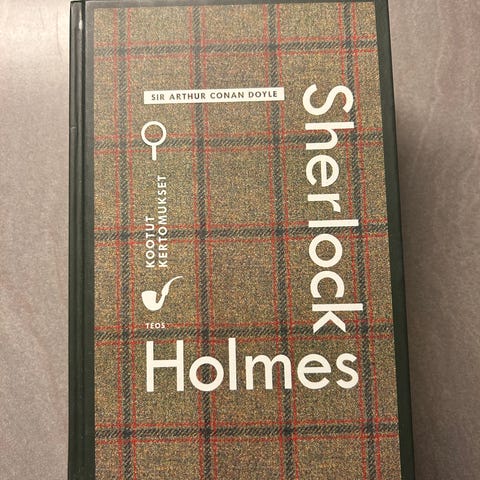 SIR ARTHUR CONAN DOYLE
Sherlock
Holmes
KOOTUT
KERTOMUKSET
TEOS